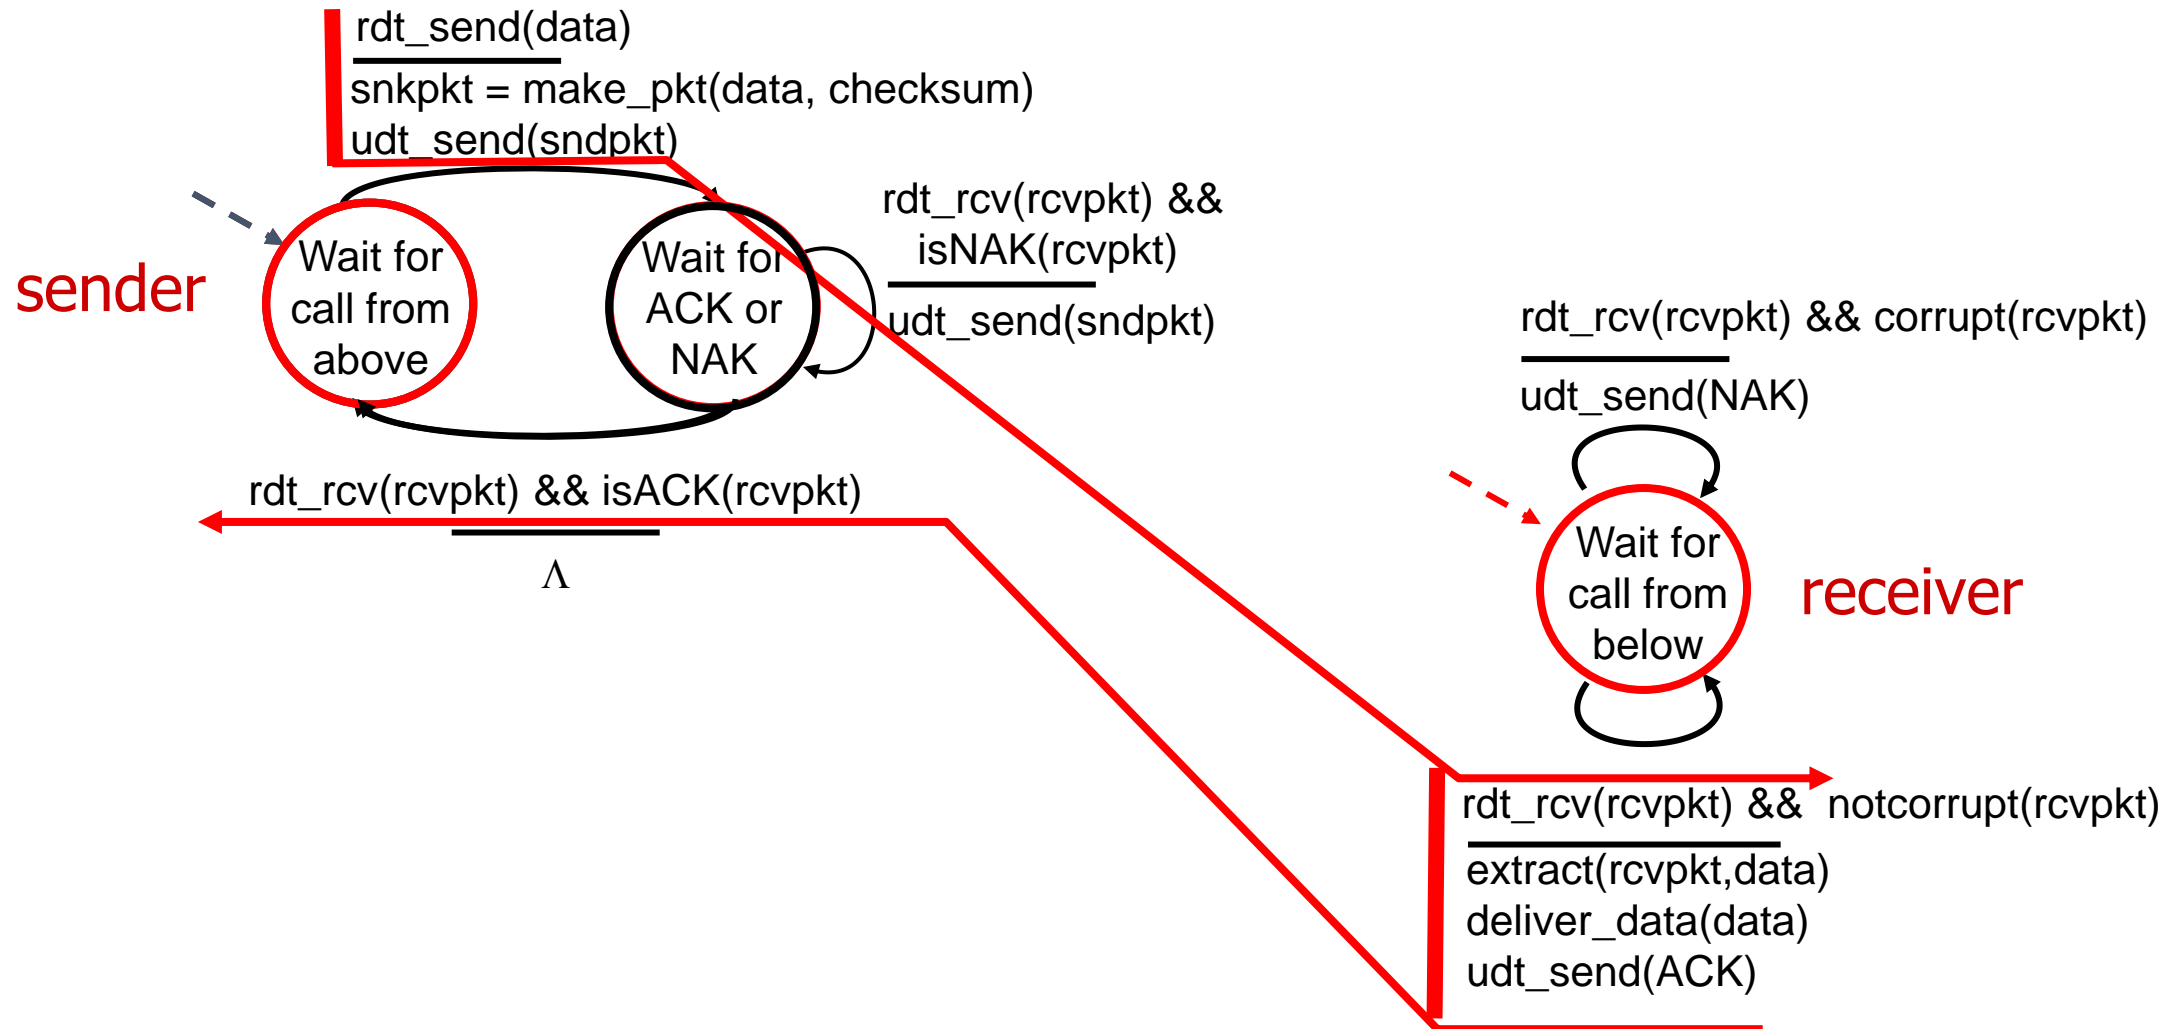 rdt_send(data)
snkpkt = make_pkt(data, checksum)
udt_send(sndpkt)
sender
Wait for
call from
above
Wait for
ACK or
NAK
rdt_rcv(rcvpkt) &&
isNAK(rcvpkt)
udt_send(sndpkt)
rdt_rcv(rcvpkt) && isACK(rcvpkt)
Λ
rdt_rcv(rcvpkt) && corrupt(rcvpkt)
udt_send(NAK)
Wait for
call from
below
receiver
rdt_rcv(rcvpkt) && notcorrupt(rcvpkt)
extract(rcvpkt,data)
deliver_data(data)
udt_send(ACK)